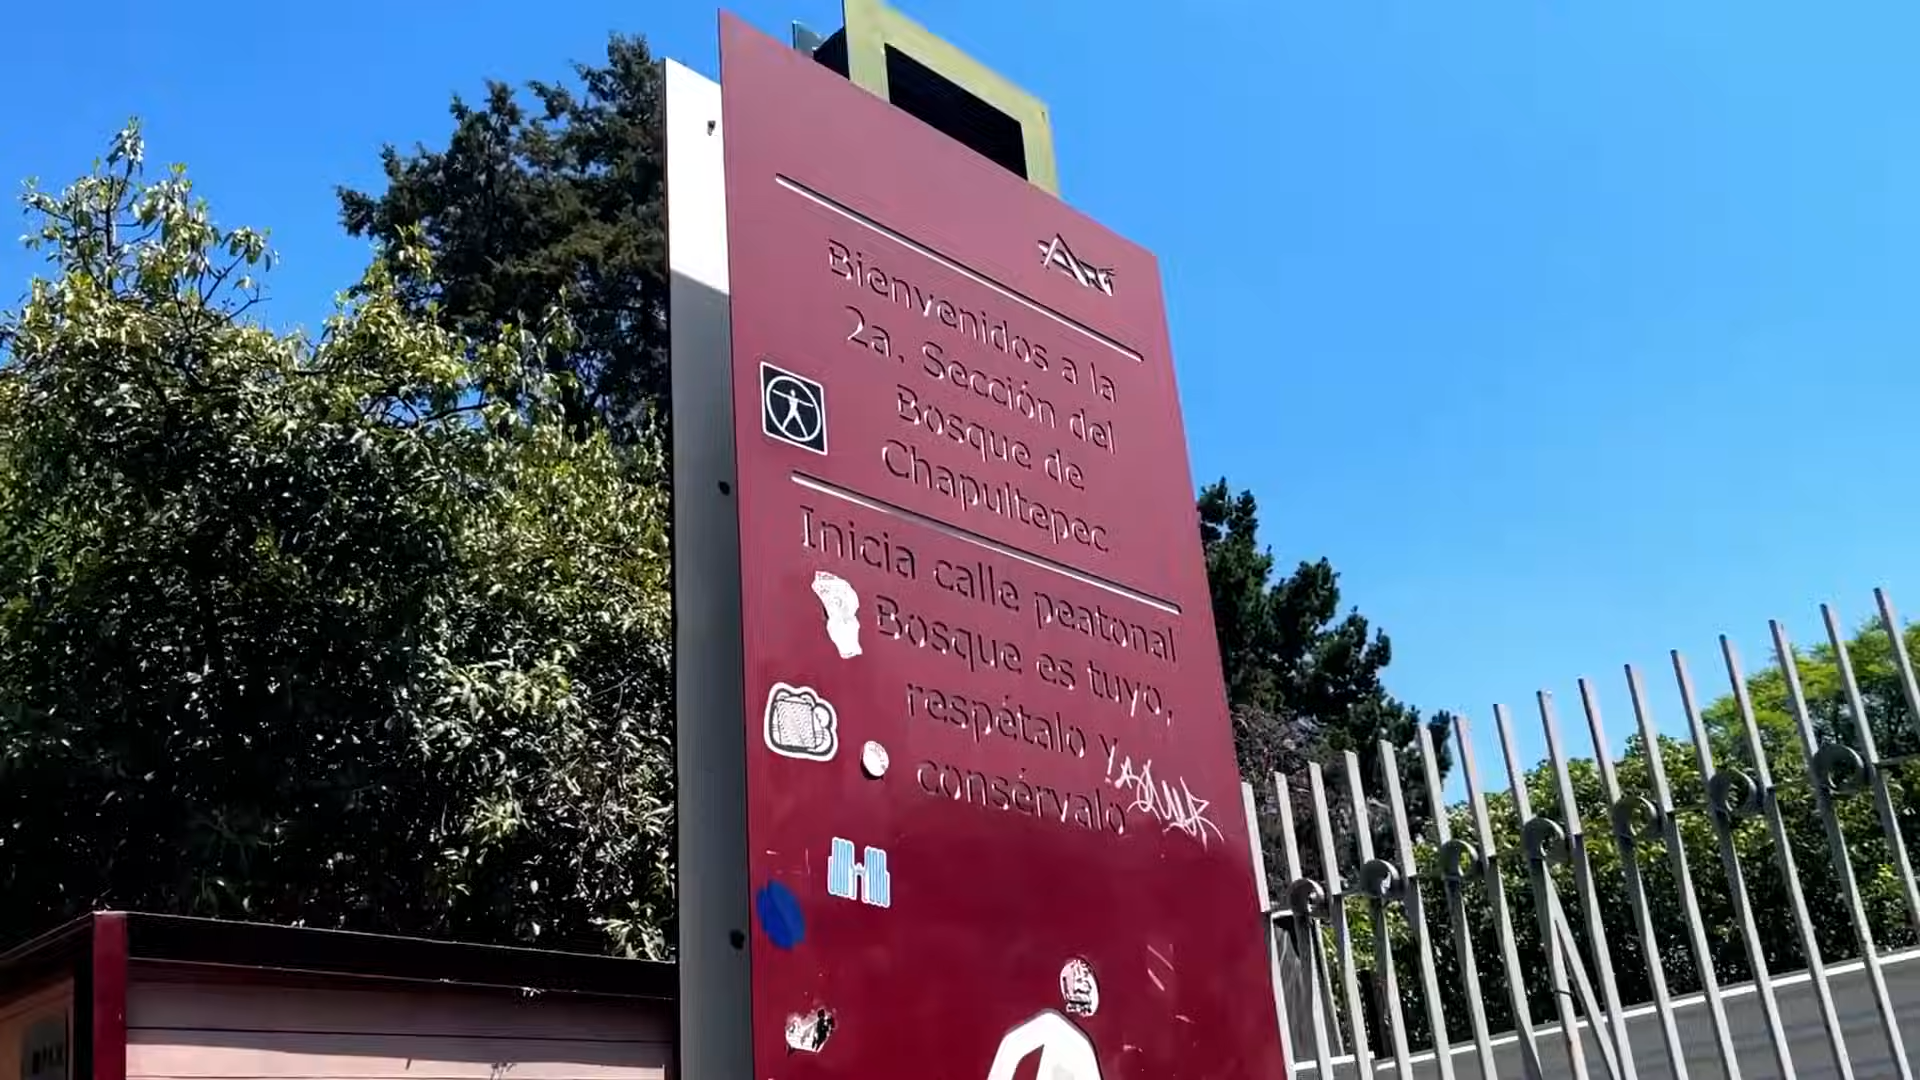 Bienvenidos a la
2a. Sección del
Bosque de
Chapultepec
Inicia calle peatonal
Bosque es tuyo,
respétalo y
consérvalo